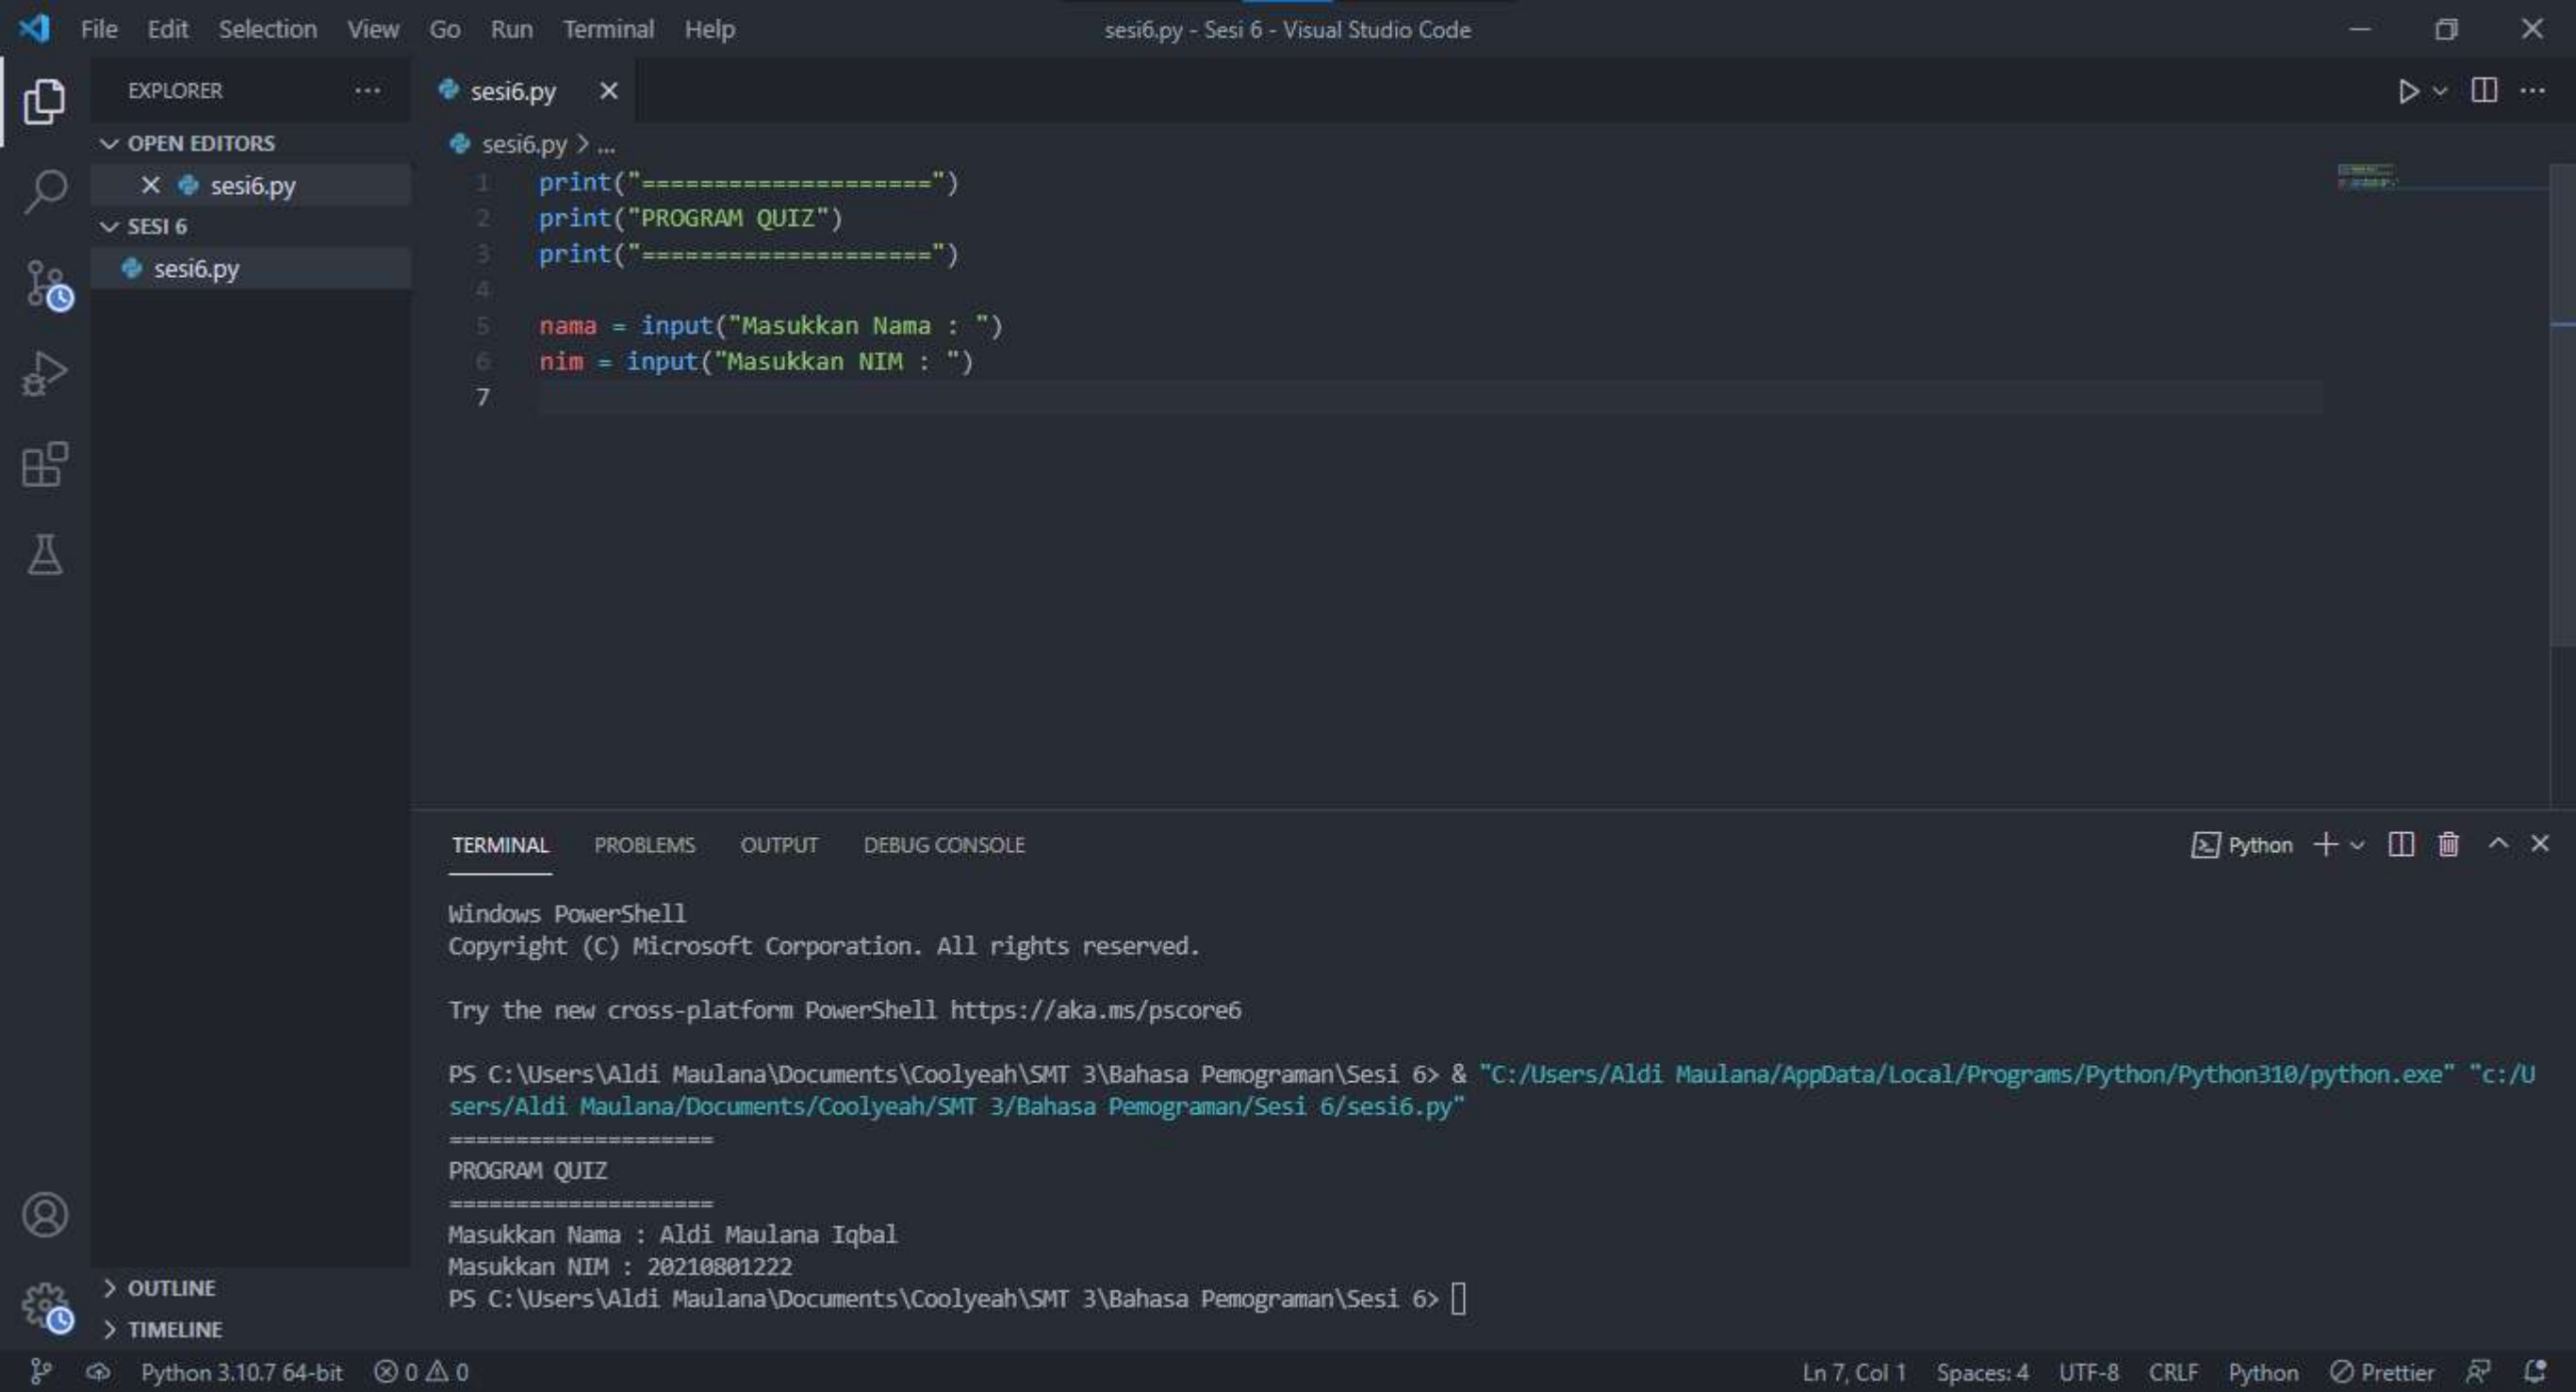 File Edit Selection View Go Run Terminal Help
sesi6.py - Sesi 6 - Visual Studio Code
EXPLORER
OPEN EDITORS
sesi6.py
SESI 6
sesi6.py
OUTLINE
TIMELINE
sesi6.py
sesi6.py > ...
1 print("====================")
2 print("PROGRAM QUIZ")
3 print("====================")
4
5 nama = input("Masukkan Nama : ")
6 nim = input("Masukkan NIM : ")
7
TERMINAL PROBLEMS OUTPUT DEBUG CONSOLE
Python
Windows PowerShell
Copyright (C) Microsoft Corporation. All rights reserved.
Try the new cross-platform PowerShell https://aka.ms/pscore6
PS C:\Users\Aldi Maulana\Documents\Coolyeah\SMT 3\Bahasa Pemograman\Sesi 6> & "C:/Users/Aldi Maulana/AppData/Local/Programs/Python/Python310/python.exe" "c:/U
sers/Aldi Maulana/Documents/Coolyeah/SMT 3/Bahasa Pemograman/Sesi 6/sesi6.py"
====================
PROGRAM QUIZ
====================
Masukkan Nama : Aldi Maulana Iqbal
Masukkan NIM : 20210801222
PS C:\Users\Aldi Maulana\Documents\Coolyeah\SMT 3\Bahasa Pemograman\Sesi 6>
Python 3.10.7 64-bit 0 0
Ln 7, Col 1 Spaces: 4 UTF-8 CRLF Python Prettier